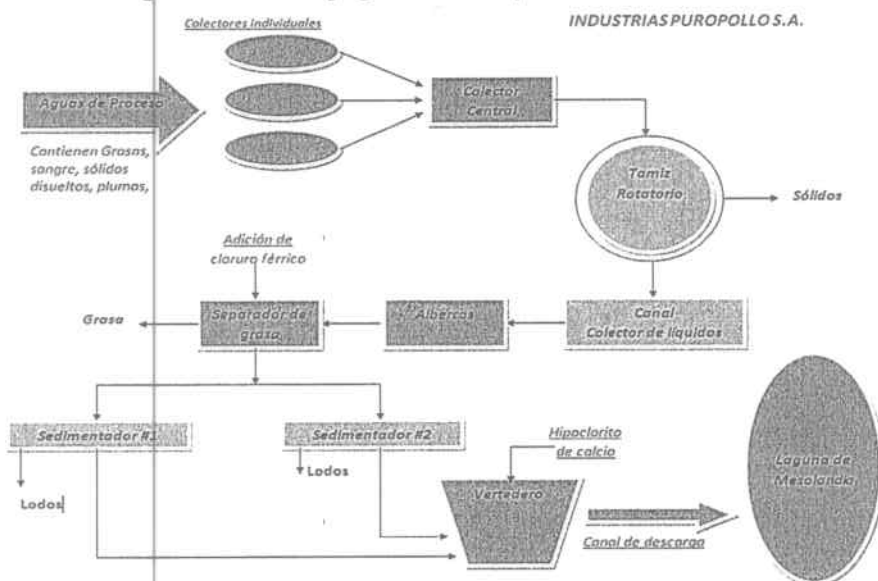 Colectores individuales
INDUSTRIAS PUROPOLLO S.A.
Aguas de Proceso
Contienen Grasas,
sangre, sólidos
disueltos, plumas,
Colector
Central
Tamiz
Rotatorio
Sólidos
Adición de
cloruro férrico
Grasa
Separador de
grasa
Albercas
Canal
Colector de líquidos
Sedimentador #1
Sedimentador #2
Lodos
Lodos
Hipoclorito
de calcio
Vertedero
Canal de descarga
Laguna de
Mesolandia